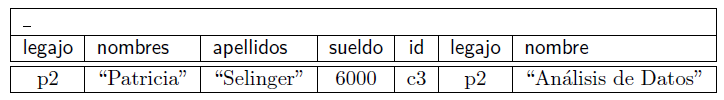 _
legajo nombres apellidos sueldo id legajo nombre
p2 “Patricia” “Selinger” 6000 c3 p2 “Análisis de Datos”